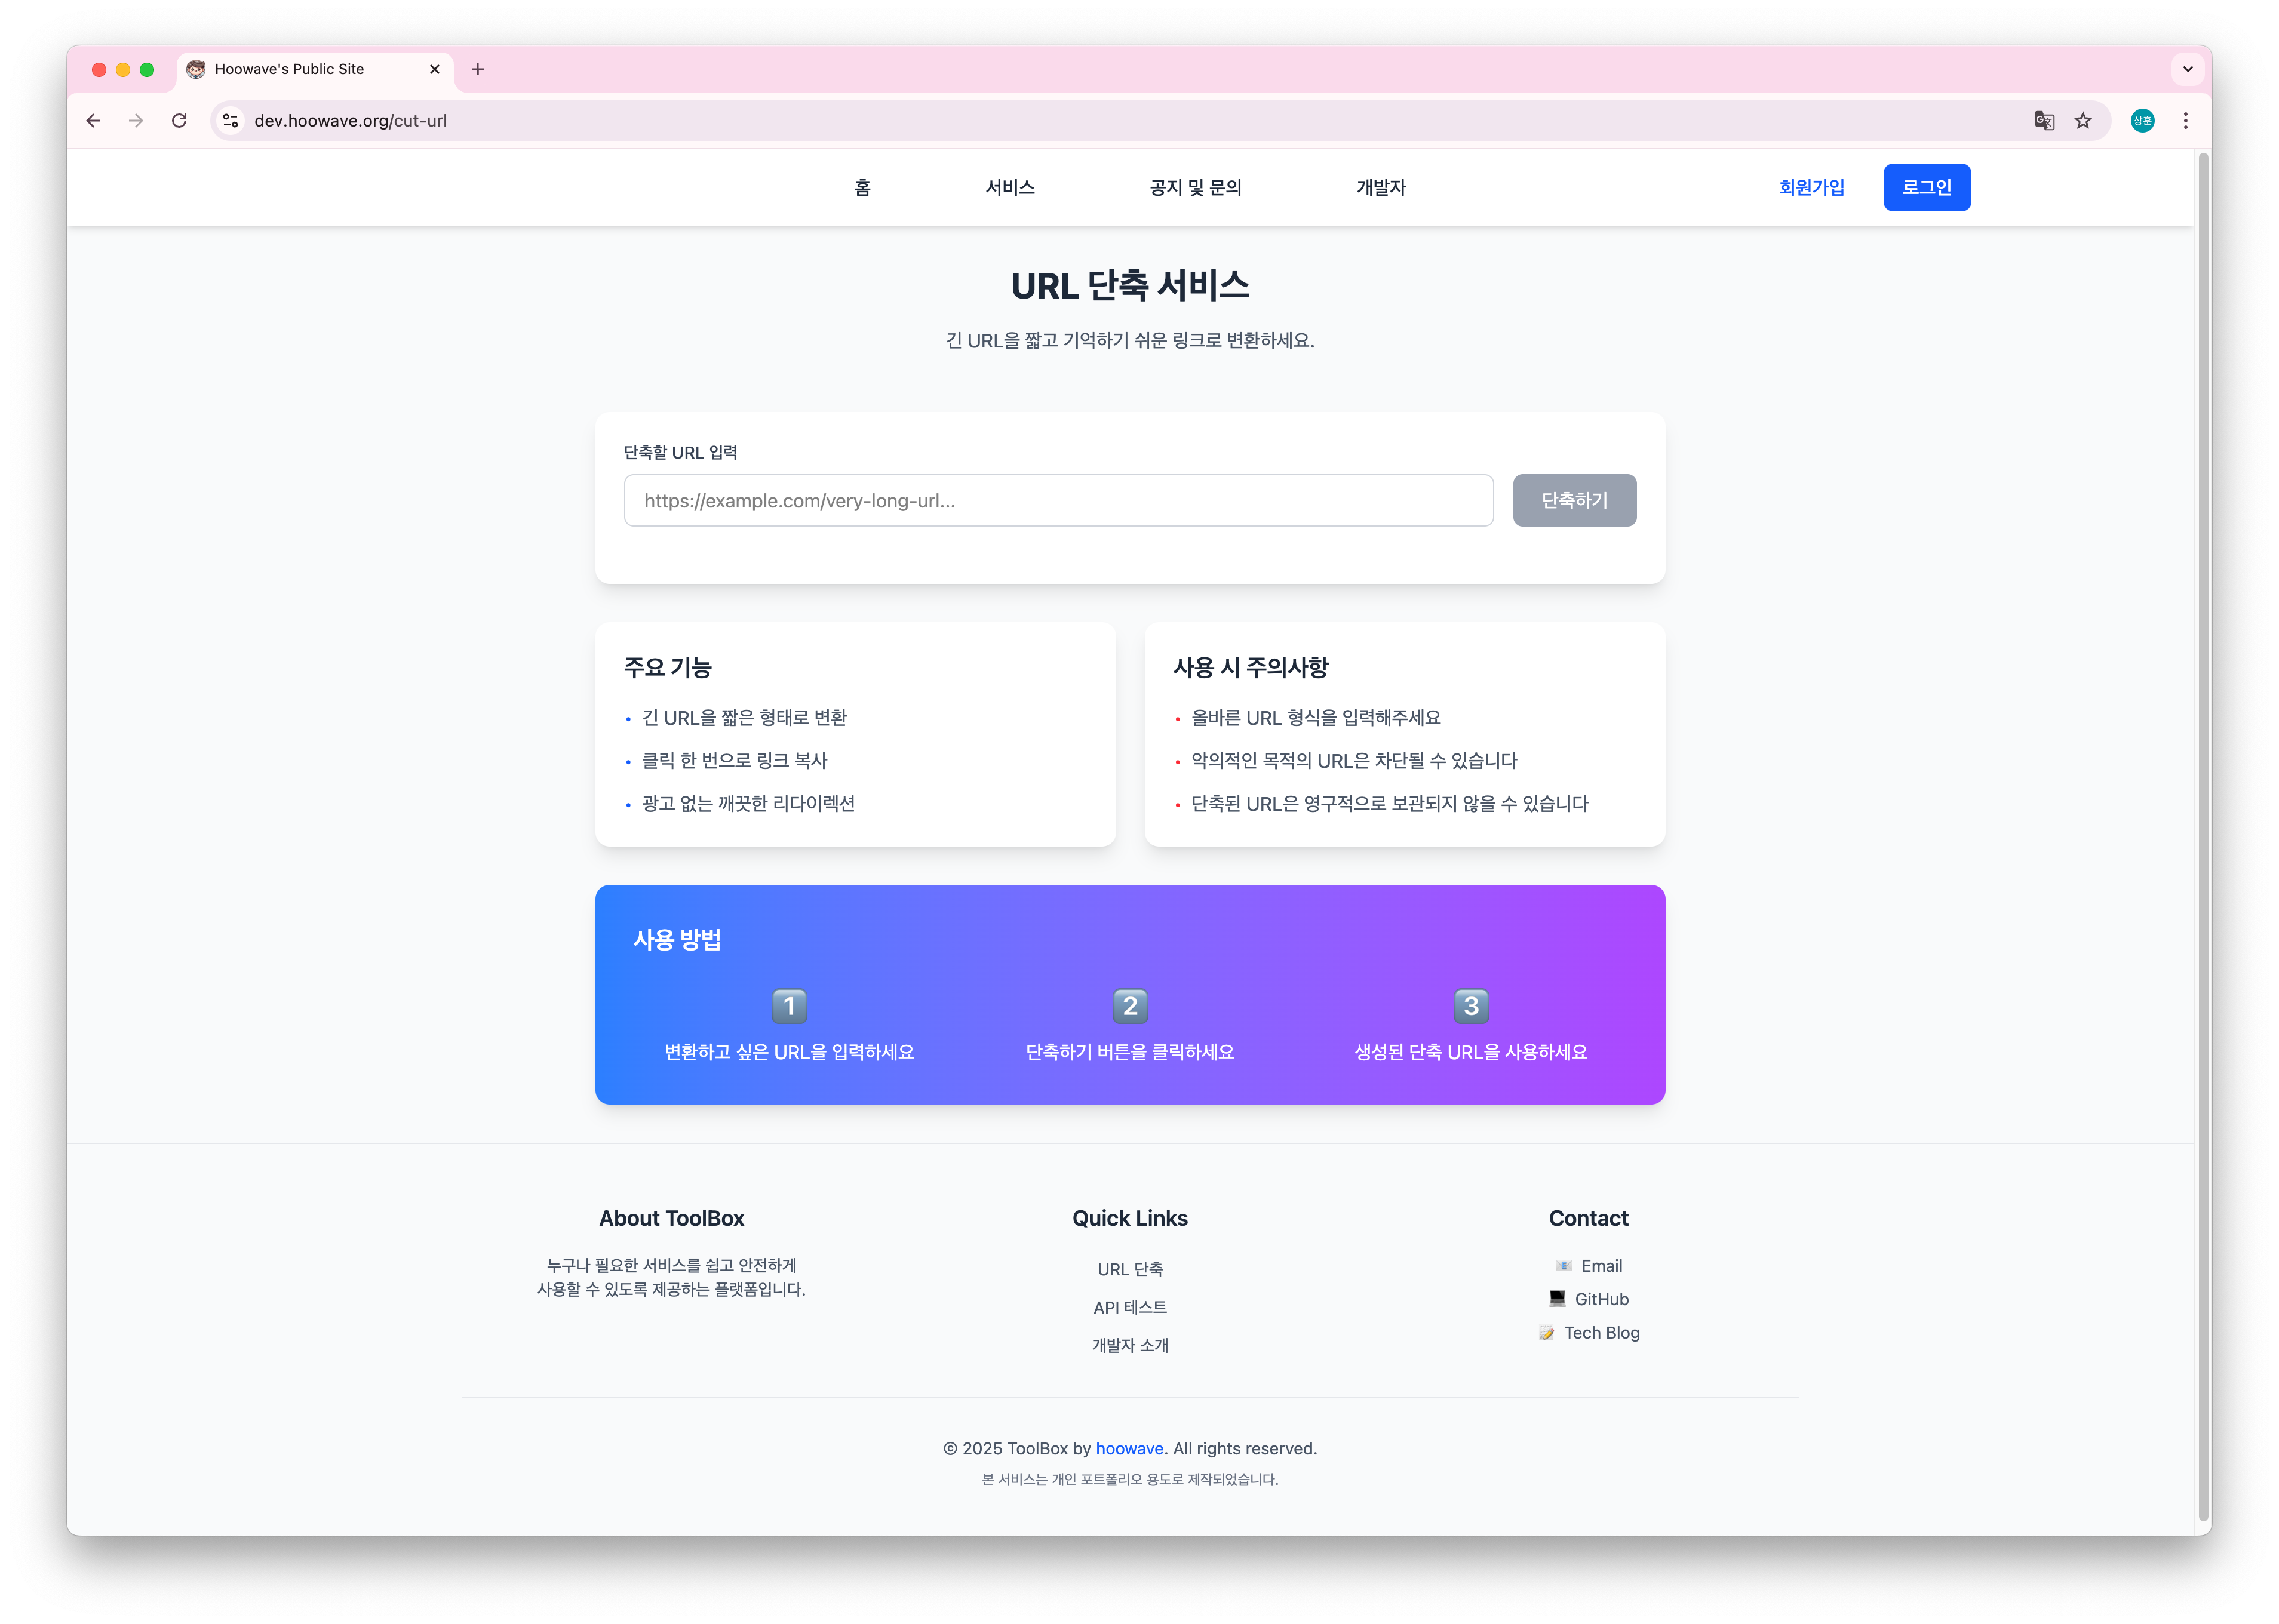 Hoowave's Public Site
dev.hoowave.org/cut-url
상훈
홈 서비스 공지 및 문의 개발자 회원가입 로그인
URL 단축 서비스
긴 URL을 짧고 기억하기 쉬운 링크로 변환하세요.
단축할 URL 입력
https://example.com/very-long-url...
단축하기
주요 기능
• 긴 URL을 짧은 형태로 변환
• 클릭 한 번으로 링크 복사
• 광고 없는 깨끗한 리다이렉션
사용 시 주의사항
• 올바른 URL 형식을 입력해주세요
• 악의적인 목적의 URL은 차단될 수 있습니다
• 단축된 URL은 영구적으로 보관되지 않을 수 있습니다
사용 방법
1
변환하고 싶은 URL을 입력하세요
2
단축하기 버튼을 클릭하세요
3
생성된 단축 URL을 사용하세요
About ToolBox
누구나 필요한 서비스를 쉽고 안전하게
사용할 수 있도록 제공하는 플랫폼입니다.
Quick Links
URL 단축
API 테스트
개발자 소개
Contact
📧 Email
💻 GitHub
📝 Tech Blog
© 2025 ToolBox by hoowave. All rights reserved.
본 서비스는 개인 포트폴리오 용도로 제작되었습니다.